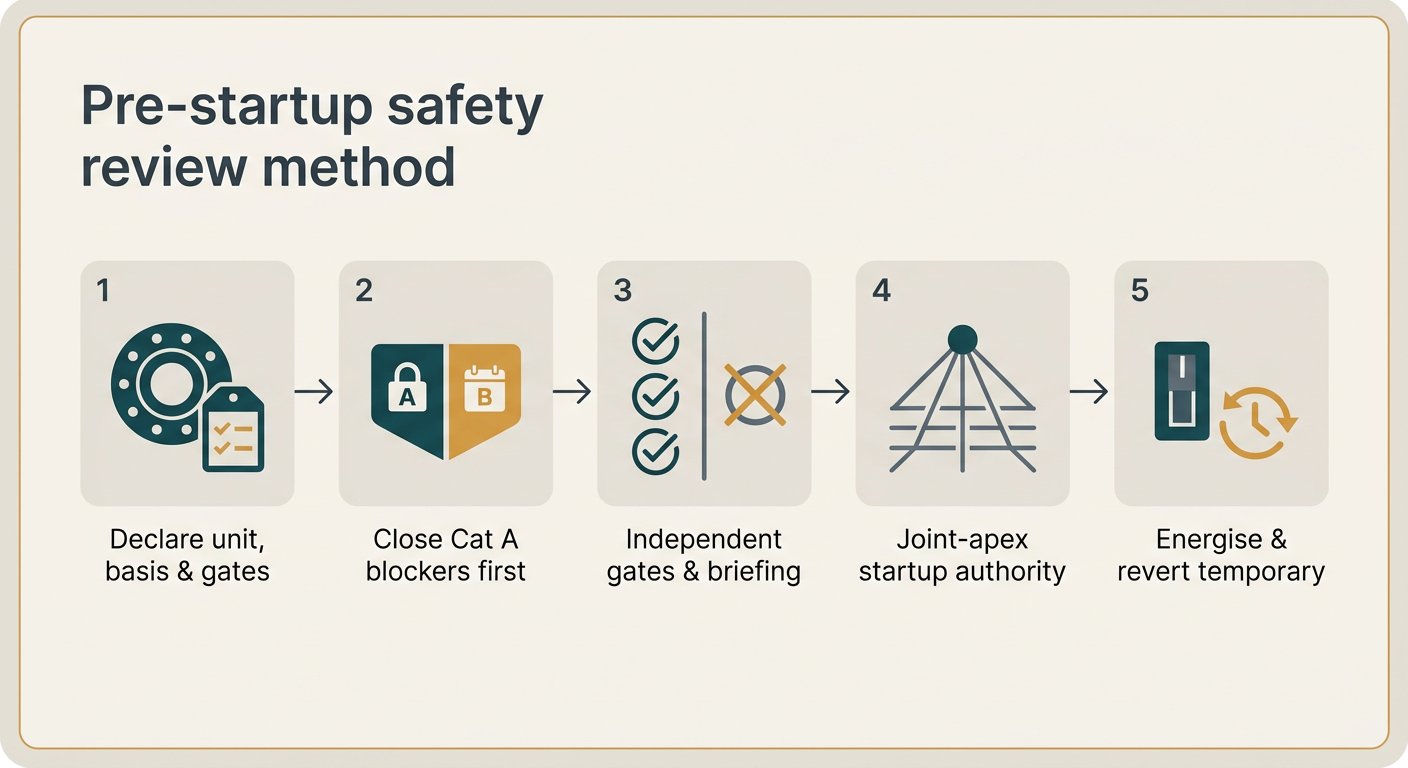 Pre-startup safety
review method
1
2
3
4
5
A
B
Declare unit,
basis & gates
Close Cat A
blockers first
Independent
gates & briefing
Joint-apex
startup authority
Energise &
revert temporary